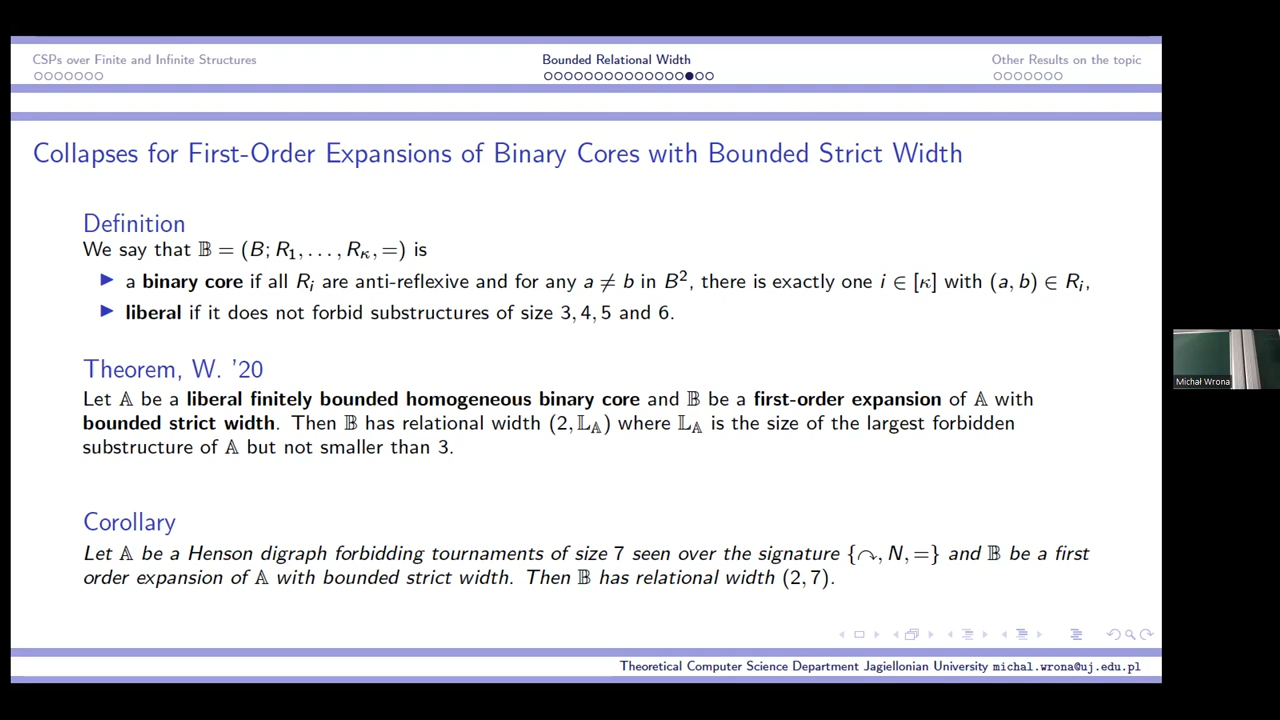 CSPs over Finite and Infinite Structures
Bounded Relational Width
Other Results on the topic
Collapses for First-Order Expansions of Binary Cores with Bounded Strict Width
Definition
We say that 𝔹 = (B; R₁, . . . , Rκ, =) is
▶ a binary core if all Rᵢ are anti-reflexive and for any a ≠ b in B², there is exactly one i ∈ [κ] with (a, b) ∈ Rᵢ,
▶ liberal if it does not forbid substructures of size 3, 4, 5 and 6.
Theorem, W. '20
Let 𝔸 be a liberal finitely bounded homogeneous binary core and 𝔹 be a first-order expansion of 𝔸 with
bounded strict width. Then 𝔹 has relational width (2, 𝕃_𝔸) where 𝕃_𝔸 is the size of the largest forbidden
substructure of 𝔸 but not smaller than 3.
Corollary
Let 𝔸 be a Henson digraph forbidding tournaments of size 7 seen over the signature {↷, N, =} and 𝔹 be a first
order expansion of 𝔸 with bounded strict width. Then 𝔹 has relational width (2, 7).
Theoretical Computer Science Department Jagiellonian University michal.wrona@uj.edu.pl
Michał Wrona